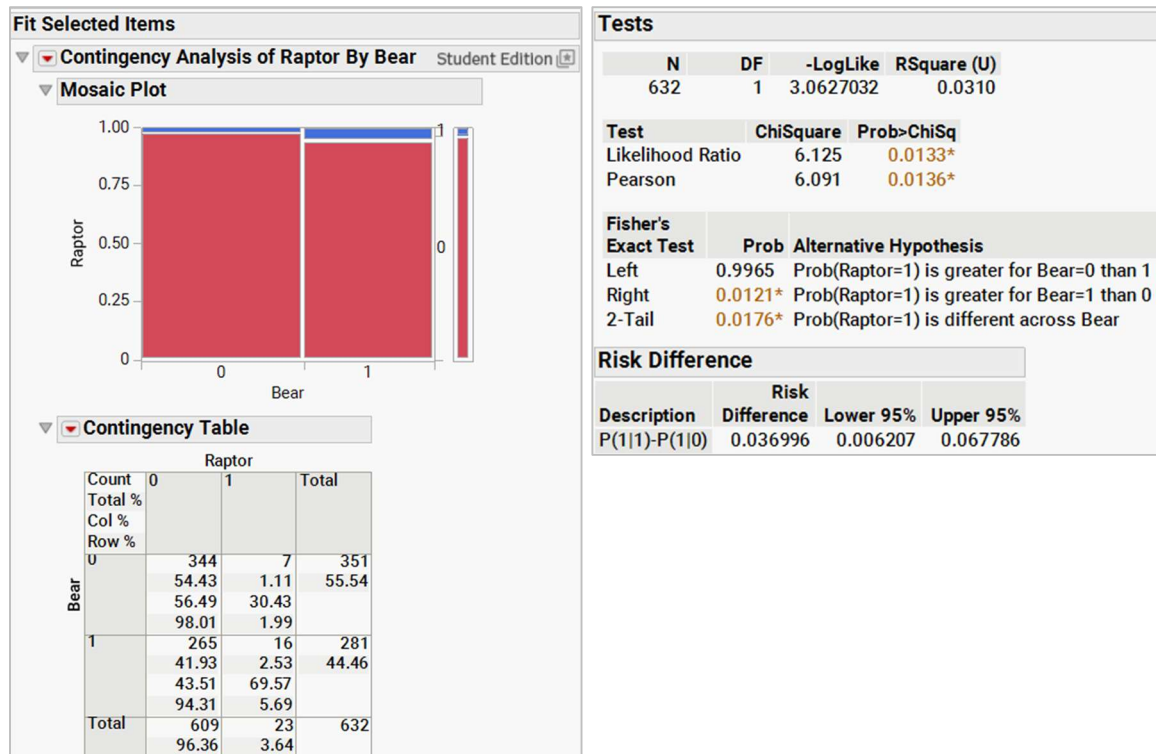 Fit Selected Items
Contingency Analysis of Raptor By Bear Student Edition
Mosaic Plot
1.00
0.75
0.50
0.25
0
Raptor
1
0
0 1
Bear
Contingency Table
Raptor
Count 0 1 Total
Total %
Col %
Row %
Bear
0 344 7 351
54.43 1.11 55.54
56.49 30.43
98.01 1.99
1 265 16 281
41.93 2.53 44.46
43.51 69.57
94.31 5.69
Total 609 23 632
96.36 3.64
Tests
N DF -LogLike RSquare (U)
632 1 3.0627032 0.0310
Test ChiSquare Prob>ChiSq
Likelihood Ratio 6.125 0.0133*
Pearson 6.091 0.0136*
Fisher's
Exact Test Prob Alternative Hypothesis
Left 0.9965 Prob(Raptor=1) is greater for Bear=0 than 1
Right 0.0121* Prob(Raptor=1) is greater for Bear=1 than 0
2-Tail 0.0176* Prob(Raptor=1) is different across Bear
Risk Difference
Risk
Description Difference Lower 95% Upper 95%
P(1|1)-P(1|0) 0.036996 0.006207 0.067786